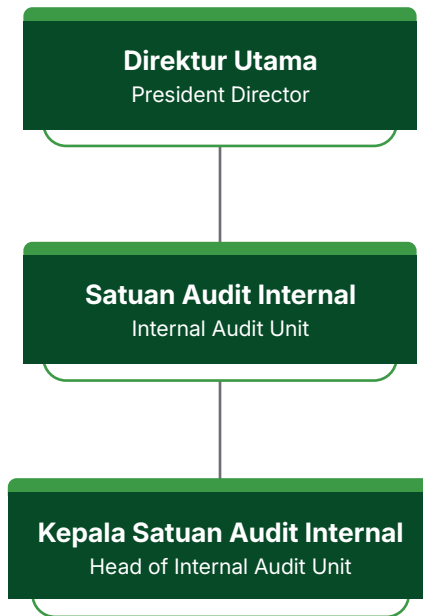 Direktur Utama
President Director
Satuan Audit Internal
Internal Audit Unit
Kepala Satuan Audit Internal
Head of Internal Audit Unit